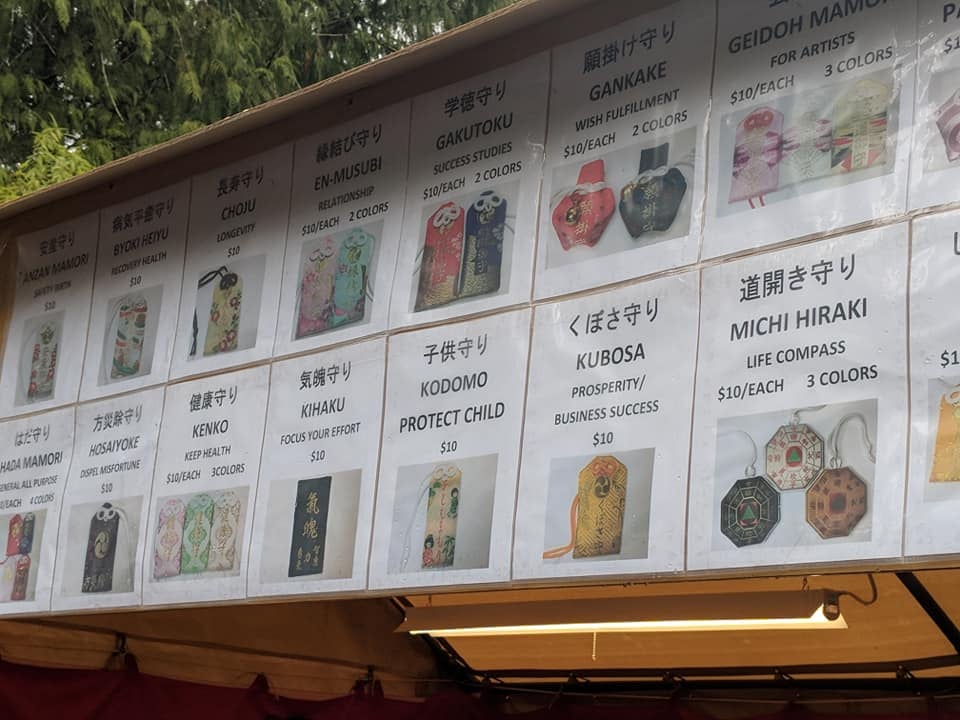 安産守り
ANZAN MAMORI
SAFETY BIRTH
$10
病気平癒守り
BYOKI HEIYU
RECOVERY HEALTH
$10
長寿守り
CHOJU
LONGEVITY
$10
縁結び守り
EN-MUSUBI
RELATIONSHIP
$10/EACH 2 COLORS
学徳守り
GAKUTOKU
SUCCESS STUDIES
$10/EACH 2 COLORS
願掛け守り
GANKAKE
WISH FULFILLMENT
$10/EACH 2 COLORS
GEIDOH MAMORI
FOR ARTISTS
$10/EACH 3 COLORS
はだ守り
HADA MAMORI
GENERAL ALL PURPOSE
$10/EACH 4 COLORS
方災除守り
HOSAIYOKE
DISPEL MISFORTUNE
$10
健康守り
KENKO
KEEP HEALTH
$10/EACH 3COLORS
気魄守り
KIHAKU
FOCUS YOUR EFFORT
$10
氣魄
子供守り
KODOMO
PROTECT CHILD
$10
くぼさ守り
KUBOSA
PROSPERITY/
BUSINESS SUCCESS
$10
くぼさ守
道開き守り
MICHI HIRAKI
LIFE COMPASS
$10/EACH 3 COLORS